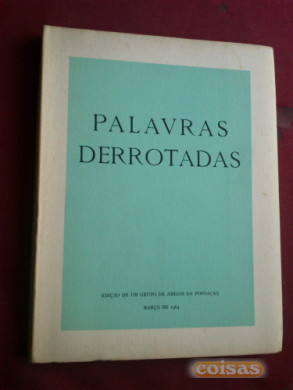 PALAVRAS
DERROTADAS
EDIÇÃO DE UM GRUPO DE AMIGOS DA FUNDAÇÃO
MARÇO DE 1964
coisas